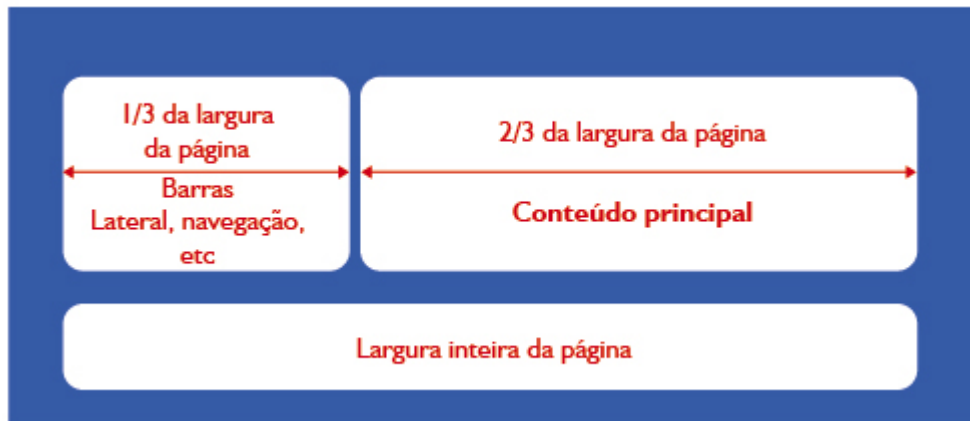 1/3 da largura
da página
Barras
Lateral, navegação,
etc
2/3 da largura da página
Conteúdo principal
Largura inteira da página